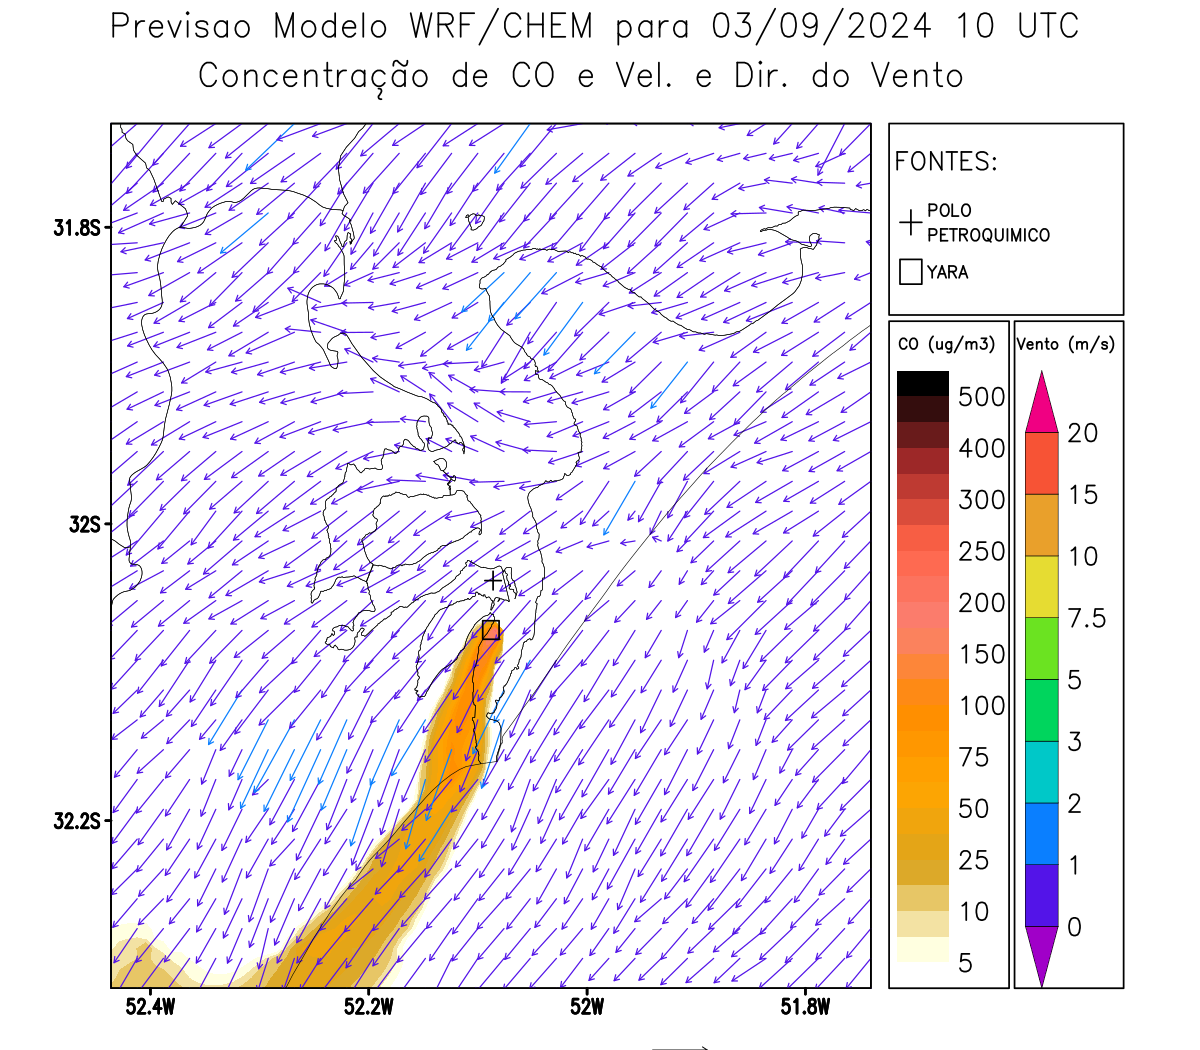 Previsao Modelo WRF/CHEM para 03/09/2024 10 UTC
Concentração de CO e Vel. e Dir. do Vento
FONTES:
POLO
PETROQUIMICO
YARA
CO (ug/m3)
500
400
300
250
200
150
100
75
50
25
10
5
Vento (m/s)
20
15
10
7.5
5
3
2
1
0
31.8S
32S
32.2S
52.4W
52.2W
52W
51.8W